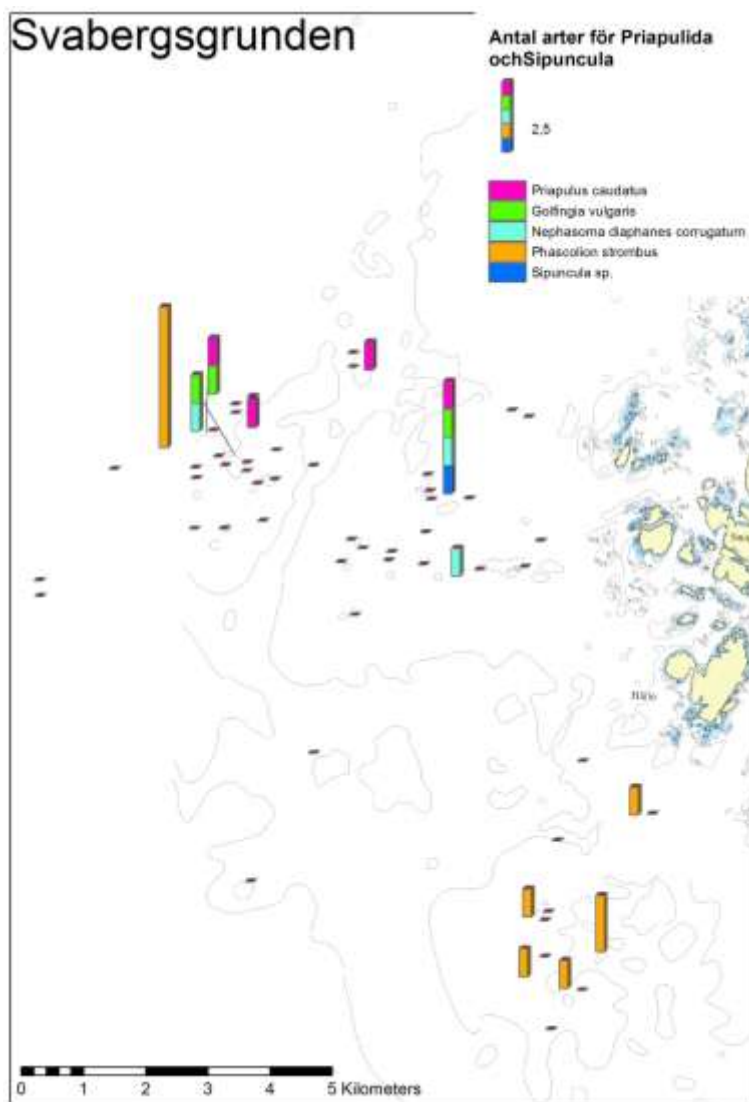 Svabergsgrunden
Antal arter för Priapulida
ochSipuncula
2,5
Priapulus caudatus
Golfingia vulgaris
Nephasoma diaphanes corrugatum
Phascolion strombus
Sipuncula sp.
0 1 2 3 4 5 Kilometers